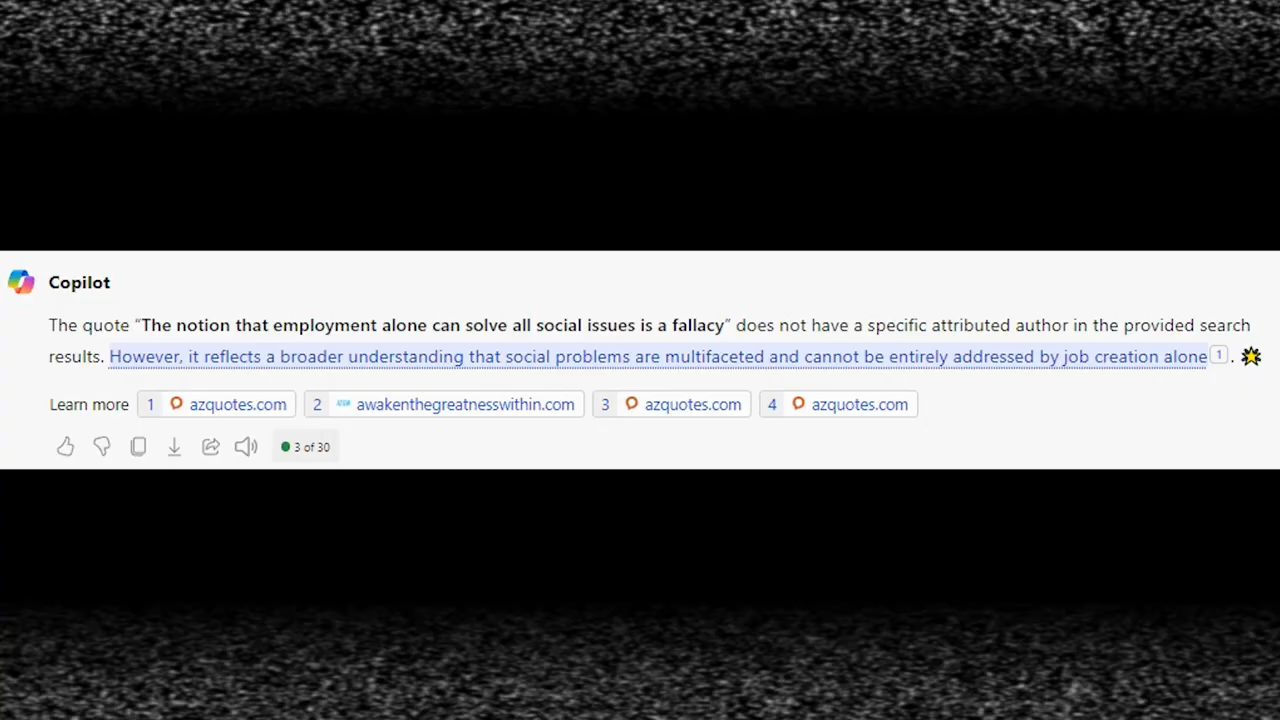 Copilot
The quote “The notion that employment alone can solve all social issues is a fallacy” does not have a specific attributed author in the provided search
results. However, it reflects a broader understanding that social problems are multifaceted and cannot be entirely addressed by job creation alone 1 .
Learn more 1 azquotes.com 2 awakenthegreatnesswithin.com 3 azquotes.com 4 azquotes.com
3 of 30